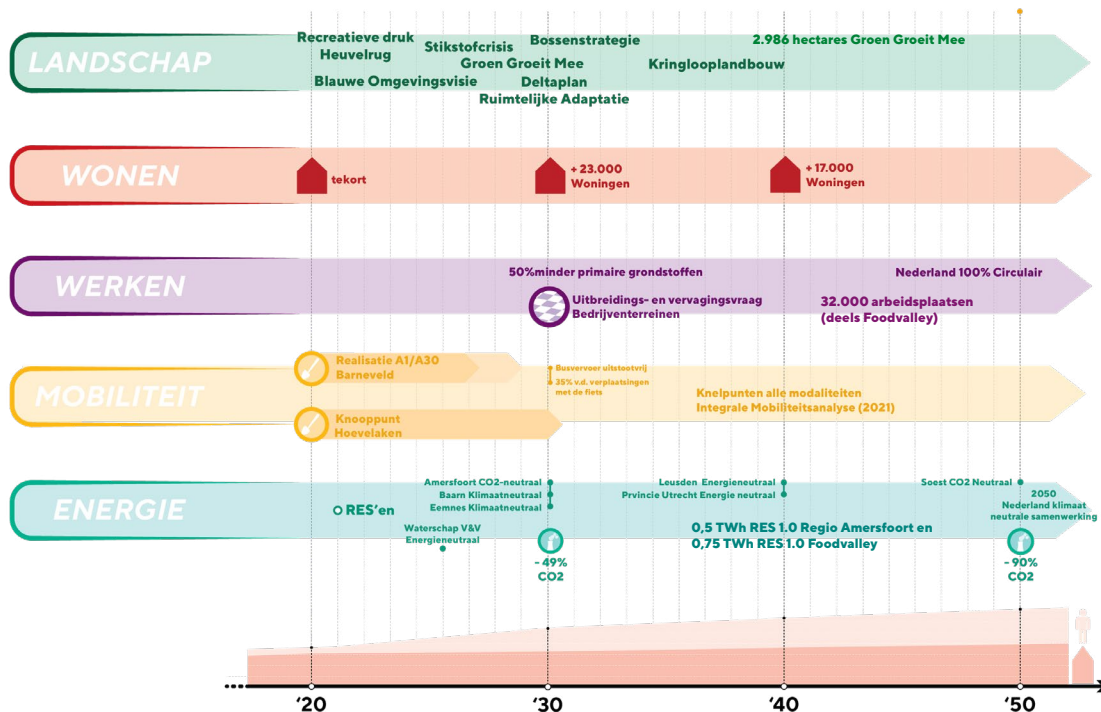 LANDSCHAP
Recreatieve druk
Heuvelrug
Stikstofcrisis
Bossenstrategie
2.986 hectares Groen Groeit Mee
Groen Groeit Mee
Kringlooplandbouw
Blauwe Omgevingsvisie
Deltaplan
Ruimtelijke Adaptatie
WONEN
tekort
+ 23.000
Woningen
+ 17.000
Woningen
WERKEN
50%minder primaire grondstoffen
Nederland 100% Circulair
Uitbreidings- en vervagingsvraag
Bedrijventerreinen
32.000 arbeidsplaatsen
(deels Foodvalley)
MOBILITEIT
Realisatie A1/A30
Barneveld
Busvervoer uitstootvrij
35% v.d. verplaatsingen
met de fiets
Knelpunten alle modaliteiten
Integrale Mobiliteitsanalyse (2021)
Knooppunt
Hoevelaken
ENERGIE
RES'en
Amersfoort CO2-neutraal
Baarn Klimaatneutraal
Eemnes Klimaatneutraal
Waterschap V&V
Energieneutraal
- 49%
CO2
Leusden Energieneutraal
Prvincie Utrecht Energie neutraal
0,5 TWh RES 1.0 Regio Amersfoort en
0,75 TWh RES 1.0 Foodvalley
Soest CO2 Neutraal
2050
Nederland klimaat
neutrale samenwerking
- 90%
CO2
'20
'30
'40
'50